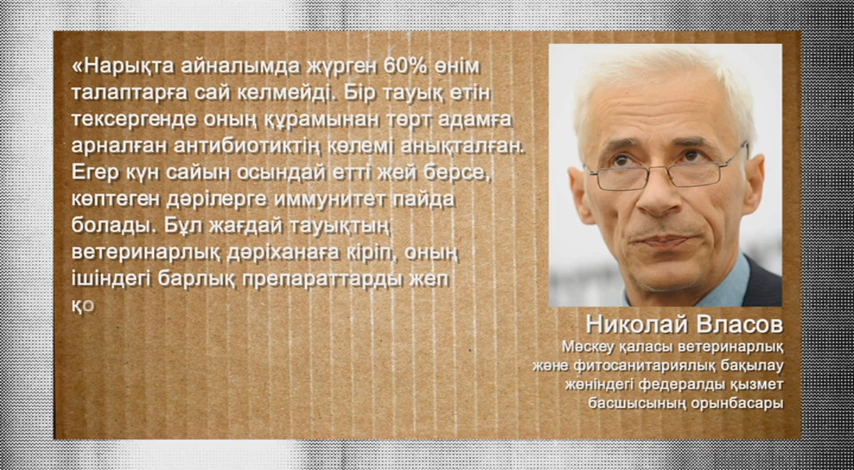 «Нарықта айналымда жүрген 60% өнім
талаптарға сай келмейді. Бір тауық етін
тексергенде оның құрамынан төрт адамға
арналған антибиотиктің көлемі анықталған.
Егер күн сайын осындай етті жей берсе,
көптеген дәрілерге иммунитет пайда
болады. Бұл жағдай тауықтың
ветеринарлық дәріханаға кіріп, оның
ішіндегі барлық препараттарды жеп
қо
Николай Власов
Мәскеу қаласы ветеринарлық
және фитосанитариялық бақылау
жөніндегі федералды қызмет
басшысының орынбасары